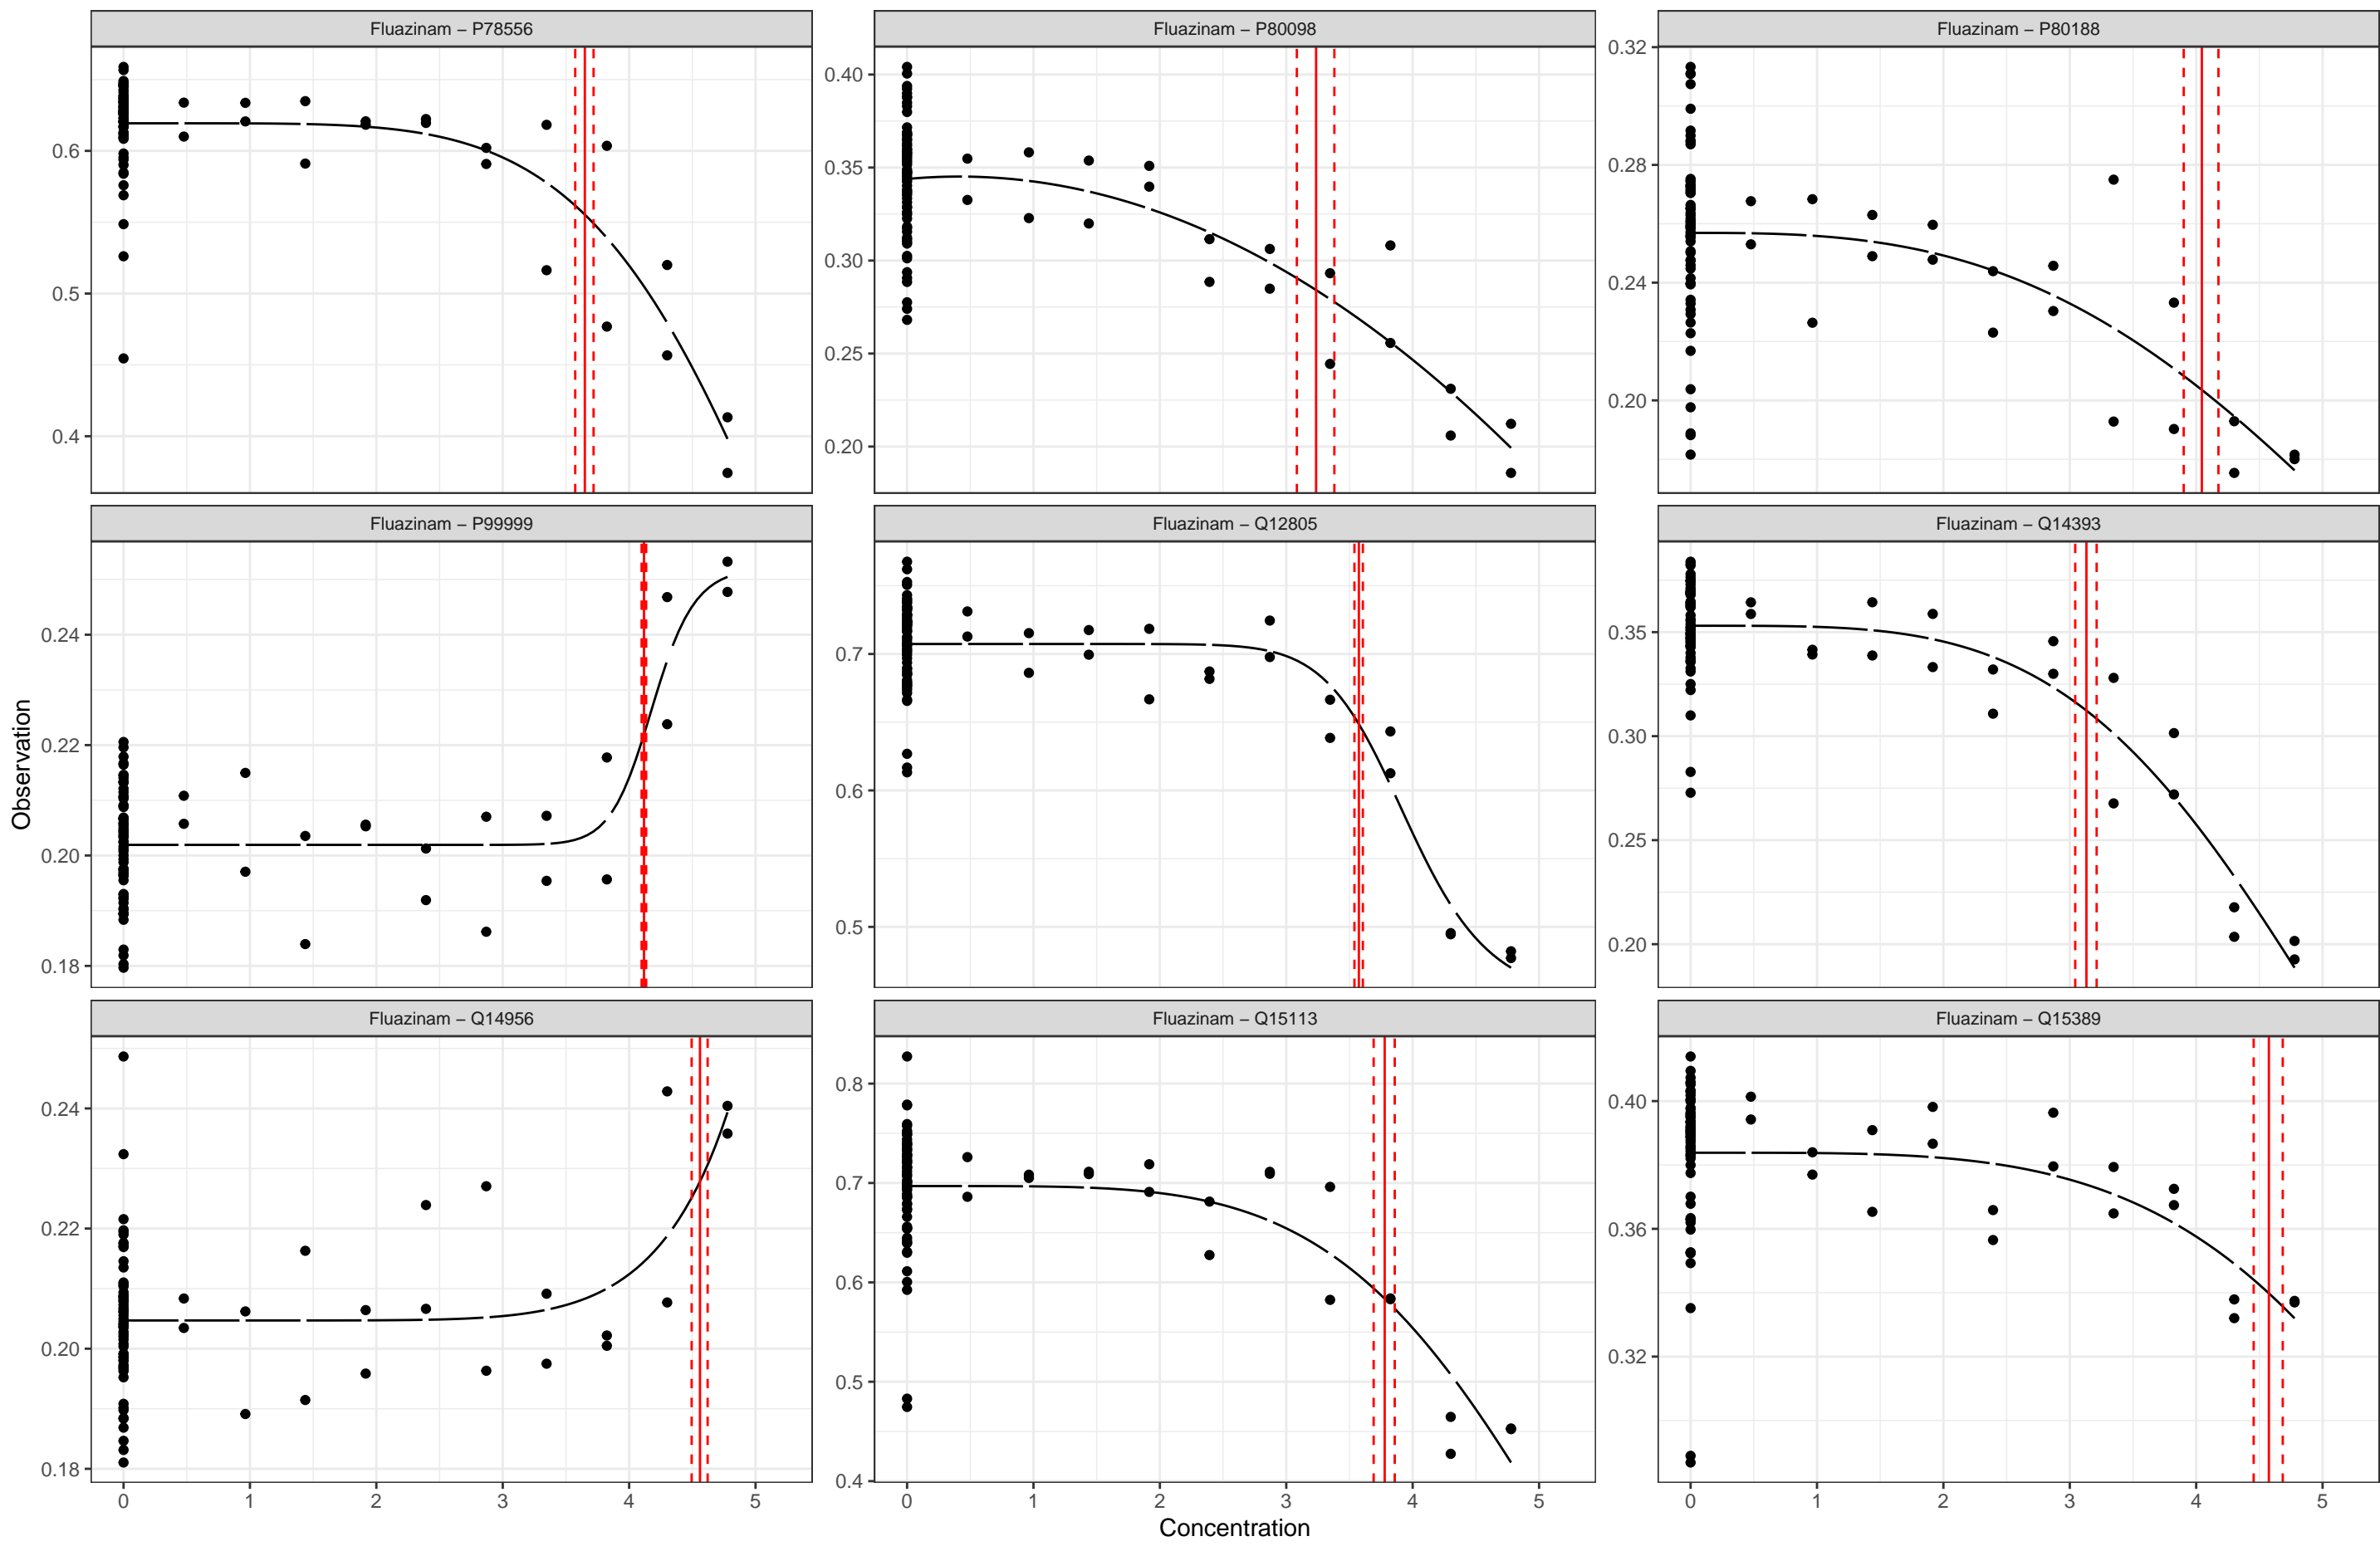 Fluazinam – P78556
Fluazinam – P80098
Fluazinam – P80188
0.6
0.5
0.4
0.40
0.35
0.30
0.25
0.20
0.32
0.28
0.24
0.20
Fluazinam – P99999
Fluazinam – Q12805
Fluazinam – Q14393
0.24
0.22
0.20
0.18
0.7
0.6
0.5
0.35
0.30
0.25
0.20
Observation
Fluazinam – Q14956
Fluazinam – Q15113
Fluazinam – Q15389
0.24
0.22
0.20
0.18
0.8
0.7
0.6
0.5
0.4
0.40
0.36
0.32
0 1 2 3 4 5
0 1 2 3 4 5
0 1 2 3 4 5
Concentration